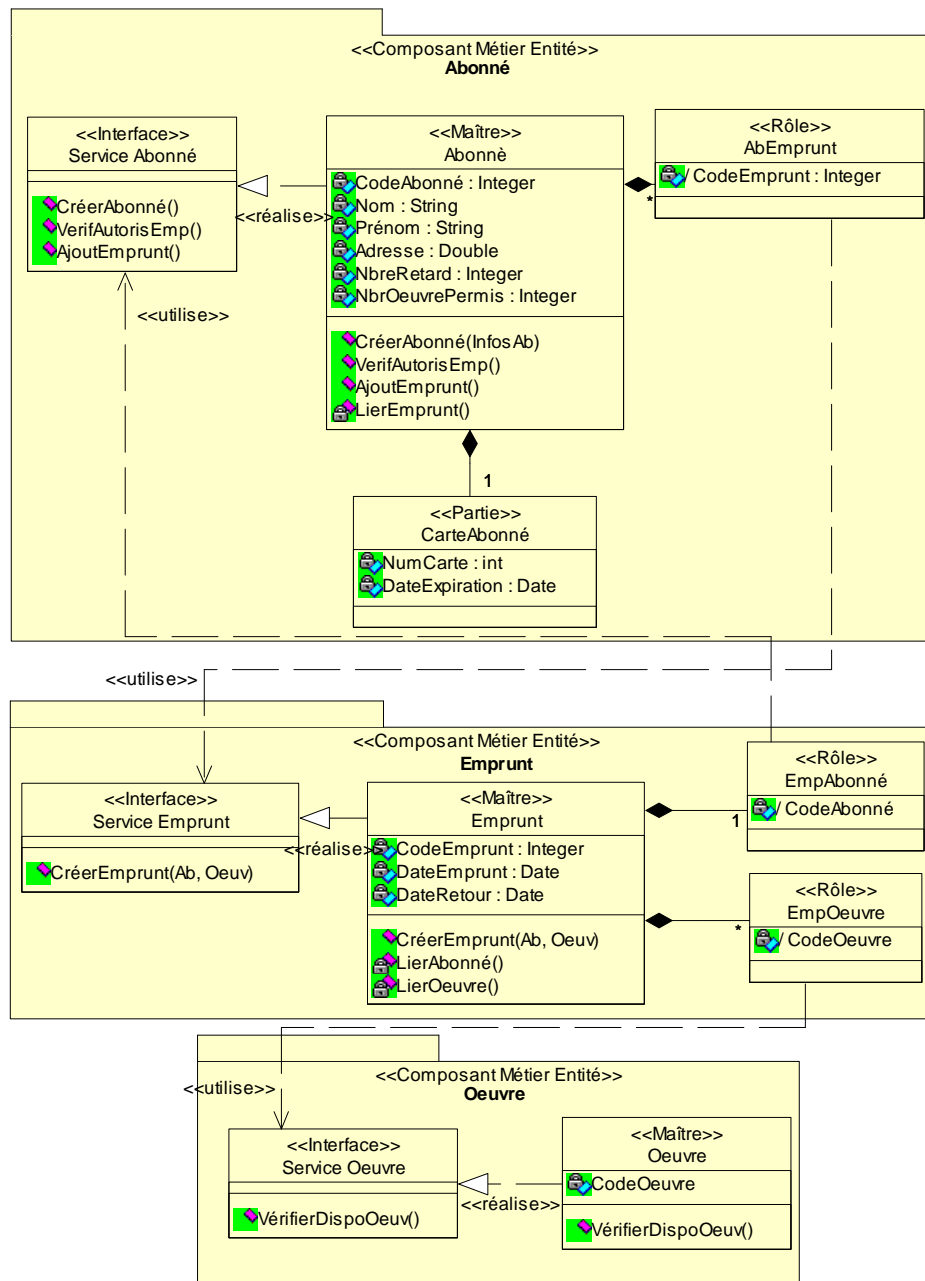 <<Composant Métier Entité>>
Abonné
<<Interface>>
Service Abonné
CréerAbonné()
VerifAutorisEmp()
AjoutEmprunt()
<<réalise>>
<<Maître>>
Abonnè
CodeAbonné : Integer
Nom : String
Prénom : String
Adresse : Double
NbreRetard : Integer
NbrOeuvrePermis : Integer
CréerAbonné(InfosAb)
VerifAutorisEmp()
AjoutEmprunt()
LierEmprunt()
<<Rôle>>
AbEmprunt
/ CodeEmprunt : Integer
*
<<utilise>>
1
<<Partie>>
CarteAbonné
NumCarte : int
DateExpiration : Date
<<utilise>>
<<Composant Métier Entité>>
Emprunt
<<Interface>>
Service Emprunt
CréerEmprunt(Ab, Oeuv)
<<réalise>>
<<Maître>>
Emprunt
CodeEmprunt : Integer
DateEmprunt : Date
DateRetour : Date
CréerEmprunt(Ab, Oeuv)
LierAbonné()
LierOeuvre()
<<Rôle>>
EmpAbonné
/ CodeAbonné
1
<<Rôle>>
EmpOeuvre
/ CodeOeuvre
*
<<utilise>>
<<Composant Métier Entité>>
Oeuvre
<<Interface>>
Service Oeuvre
VérifierDispoOeuv()
<<réalise>>
<<Maître>>
Oeuvre
CodeOeuvre
VérifierDispoOeuv()